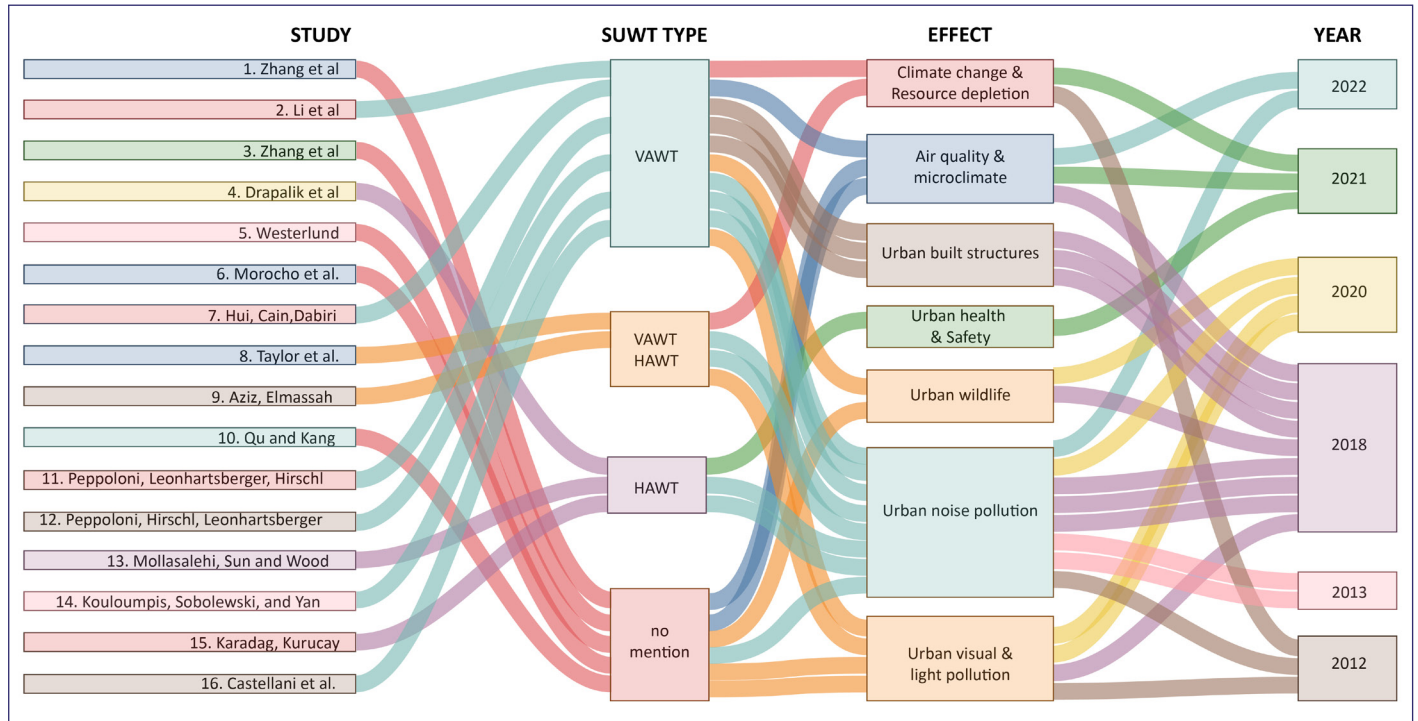 STUDY
SUWT TYPE
EFFECT
YEAR
1. Zhang et al
2. Li et al
3. Zhang et al
4. Drapalik et al
5. Westerlund
6. Morocho et al.
7. Hui, Cain,Dabiri
8. Taylor et al.
9. Aziz, Elmassah
10. Qu and Kang
11. Peppoloni, Leonhartsberger, Hirschl
12. Peppoloni, Hirschl, Leonhartsberger
13. Mollasalehi, Sun and Wood
14. Kouloumpis, Sobolewski, and Yan
15. Karadag, Kurucay
16. Castellani et al.
VAWT
VAWT
HAWT
HAWT
no
mention
Climate change &
Resource depletion
Air quality &
microclimate
Urban built structures
Urban health
& Safety
Urban wildlife
Urban noise pollution
Urban visual &
light pollution
2022
2021
2020
2018
2013
2012